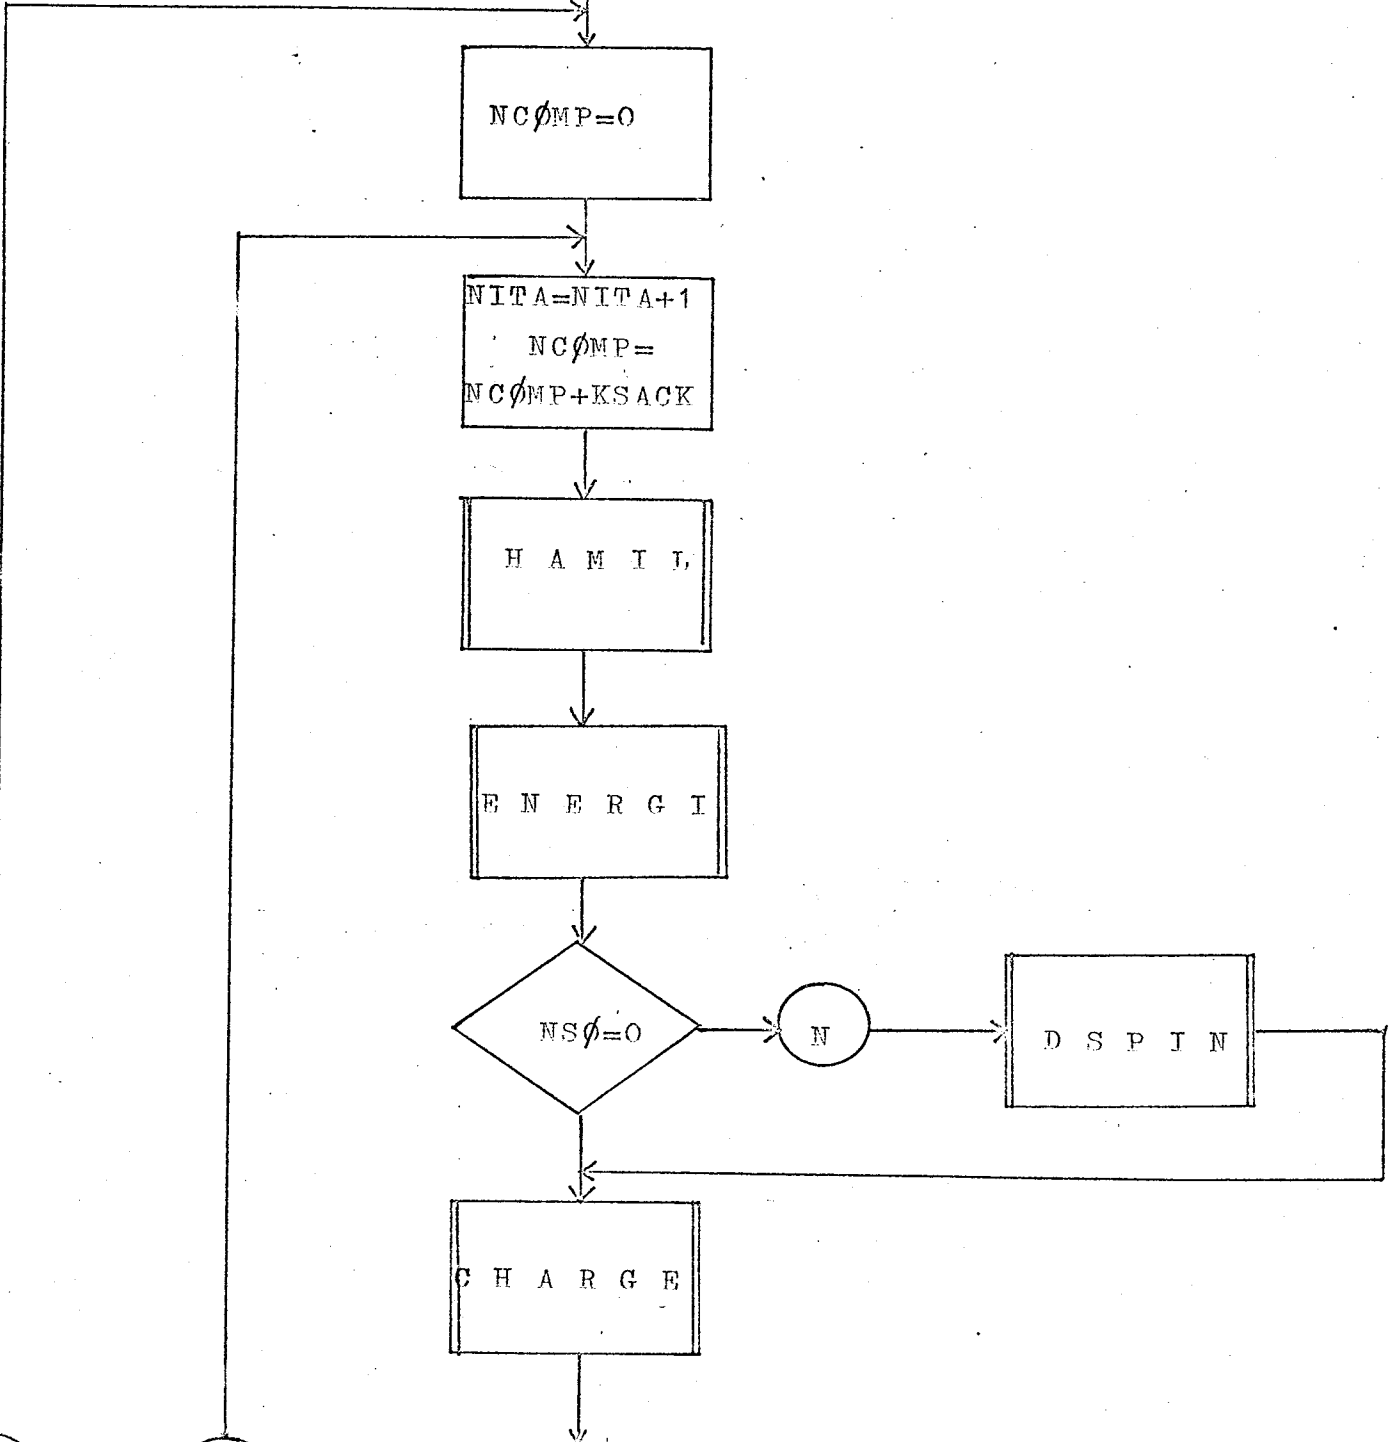 NCØMP=0
NITA=NITA+1
NCØMP=
NCØMP+KSACK
H A M I L
E N E R G I
NSØ=0
N
D S P I N
C H A R G E